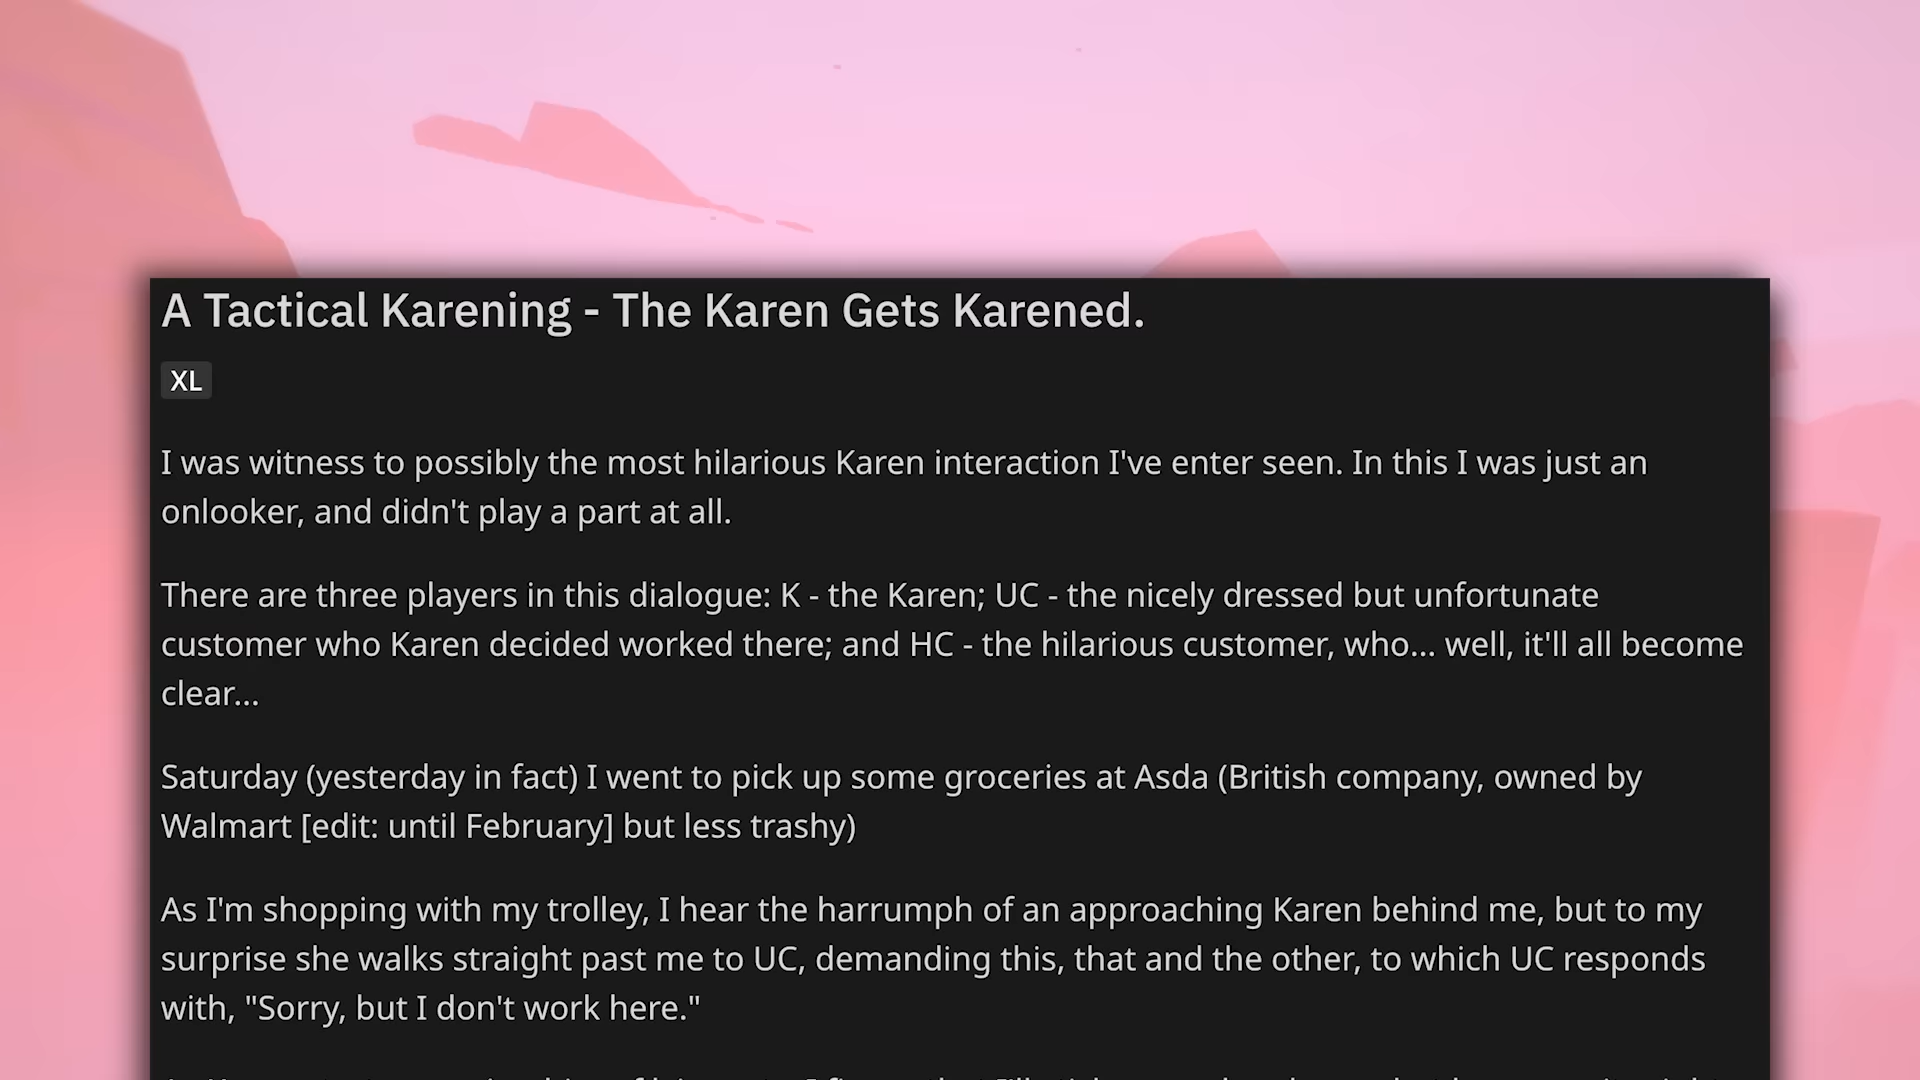 A Tactical Karening - The Karen Gets Karened.
XL
I was witness to possibly the most hilarious Karen interaction I've enter seen. In this I was just an
onlooker, and didn't play a part at all.
There are three players in this dialogue: K - the Karen; UC - the nicely dressed but unfortunate
customer who Karen decided worked there; and HC - the hilarious customer, who... well, it'll all become
clear...
Saturday (yesterday in fact) I went to pick up some groceries at Asda (British company, owned by
Walmart [edit: until February] but less trashy)
As I'm shopping with my trolley, I hear the harrumph of an approaching Karen behind me, but to my
surprise she walks straight past me to UC, demanding this, that and the other, to which UC responds
with, "Sorry, but I don't work here."